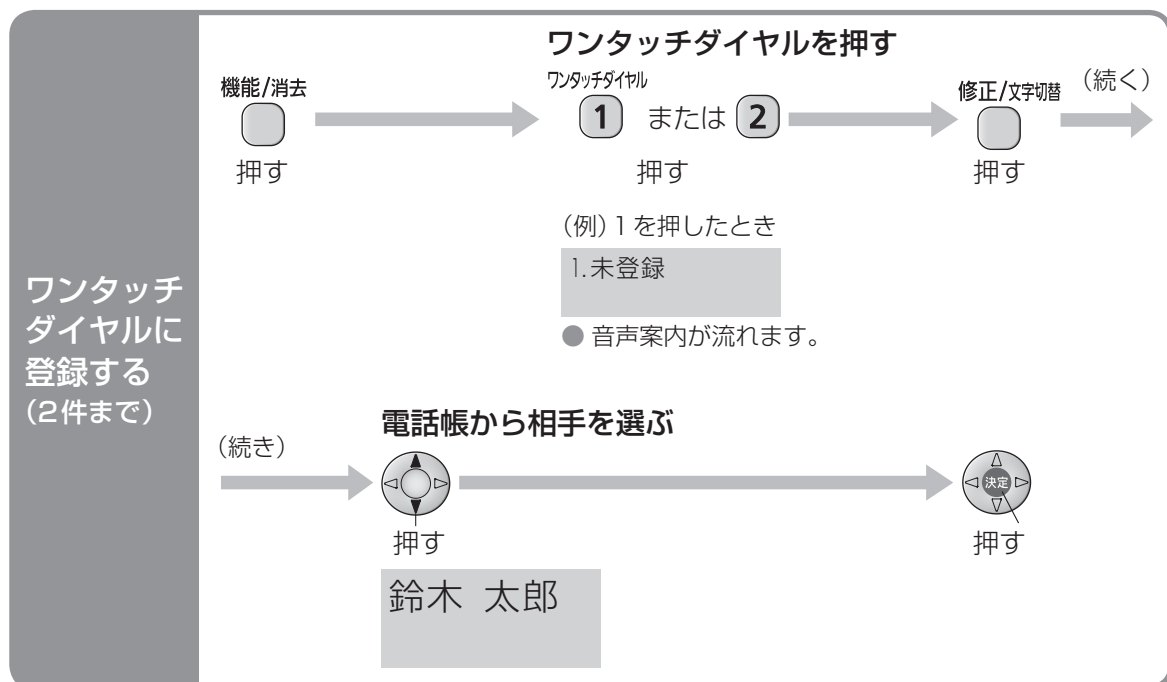 ワンタッチ
ダイヤルに
登録する
(2件まで)
ワンタッチダイヤルを押す
機能/消去
押す
ワンタッチダイヤル
1 または 2
押す
修正/文字切替
押す
(続く)
(例)1を押したとき
1.未登録
● 音声案内が流れます。
(続き)
電話帳から相手を選ぶ
押す
鈴木 太郎
決定
押す